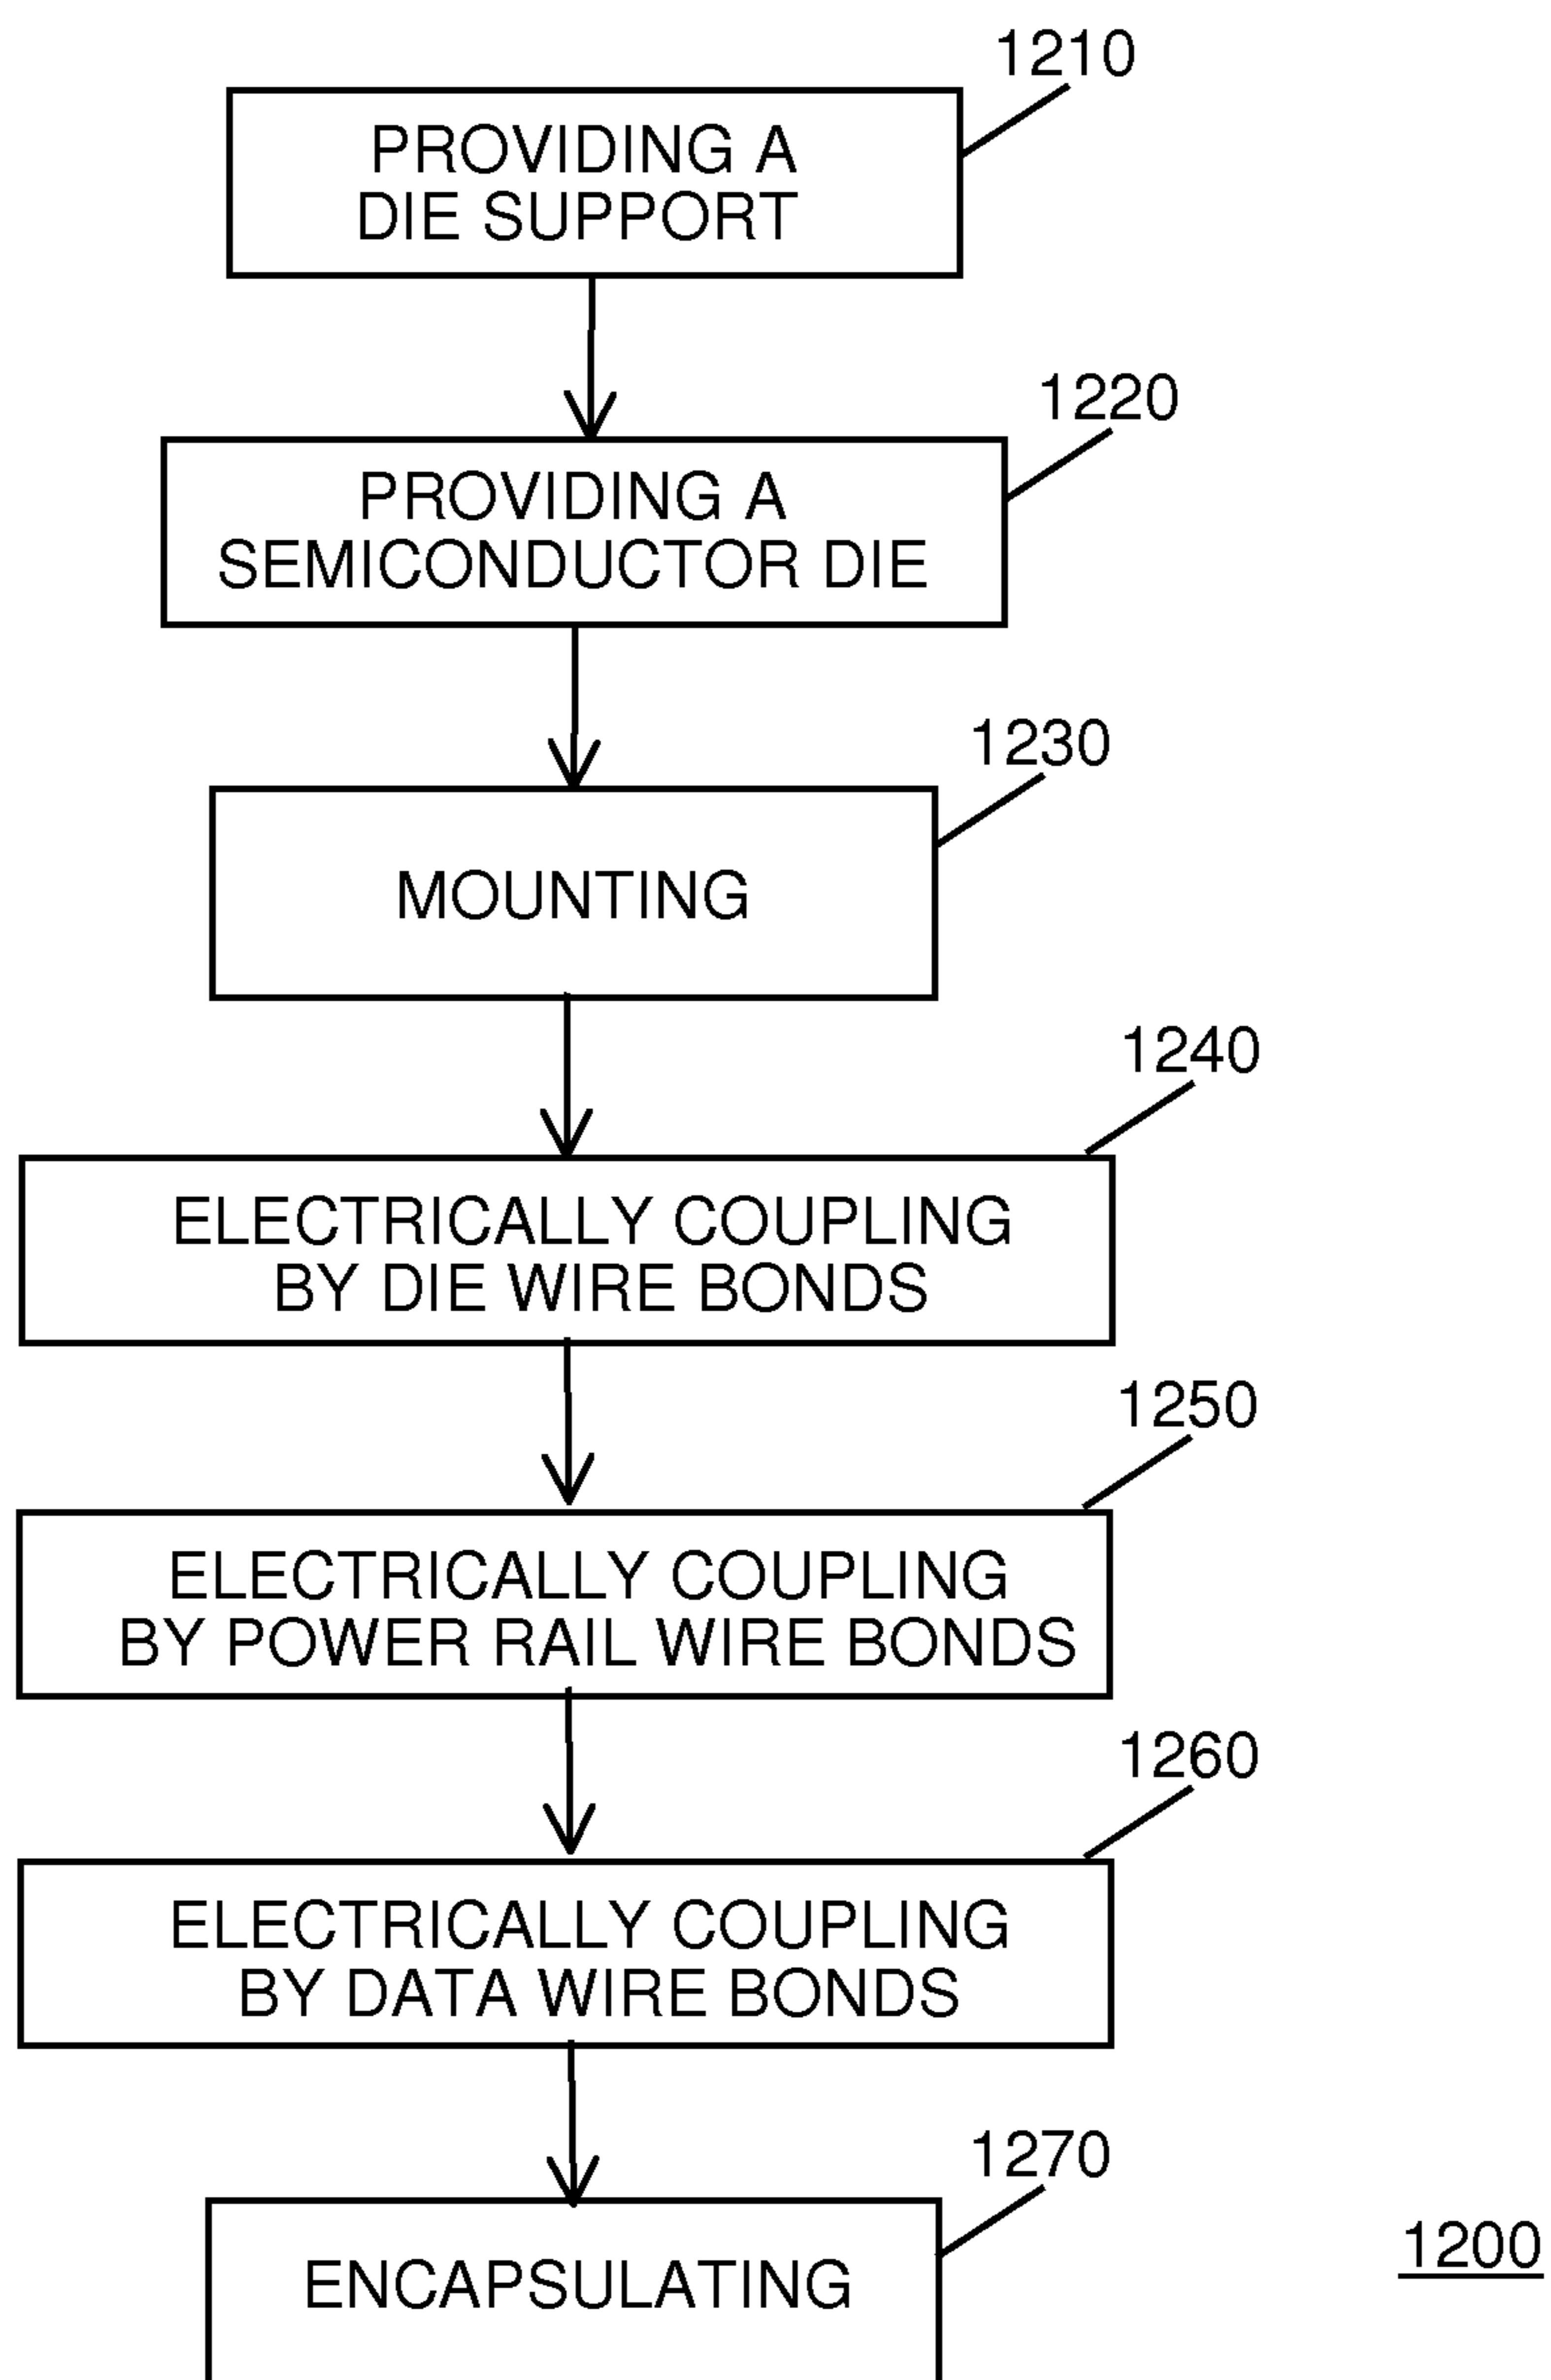 1210
PROVIDING A
DIE SUPPORT
1220
PROVIDING A
SEMICONDUCTOR DIE
1230
MOUNTING
1240
ELECTRICALLY COUPLING
BY DIE WIRE BONDS
1250
ELECTRICALLY COUPLING
BY POWER RAIL WIRE BONDS
1260
ELECTRICALLY COUPLING
BY DATA WIRE BONDS
1270
ENCAPSULATING
1200